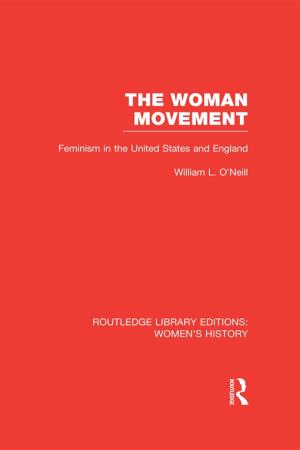 THE WOMAN
MOVEMENT
Feminism in the United States and England
William L. O'Neill
ROUTLEDGE LIBRARY EDITIONS:
WOMEN'S HISTORY
ROUTLEDGE